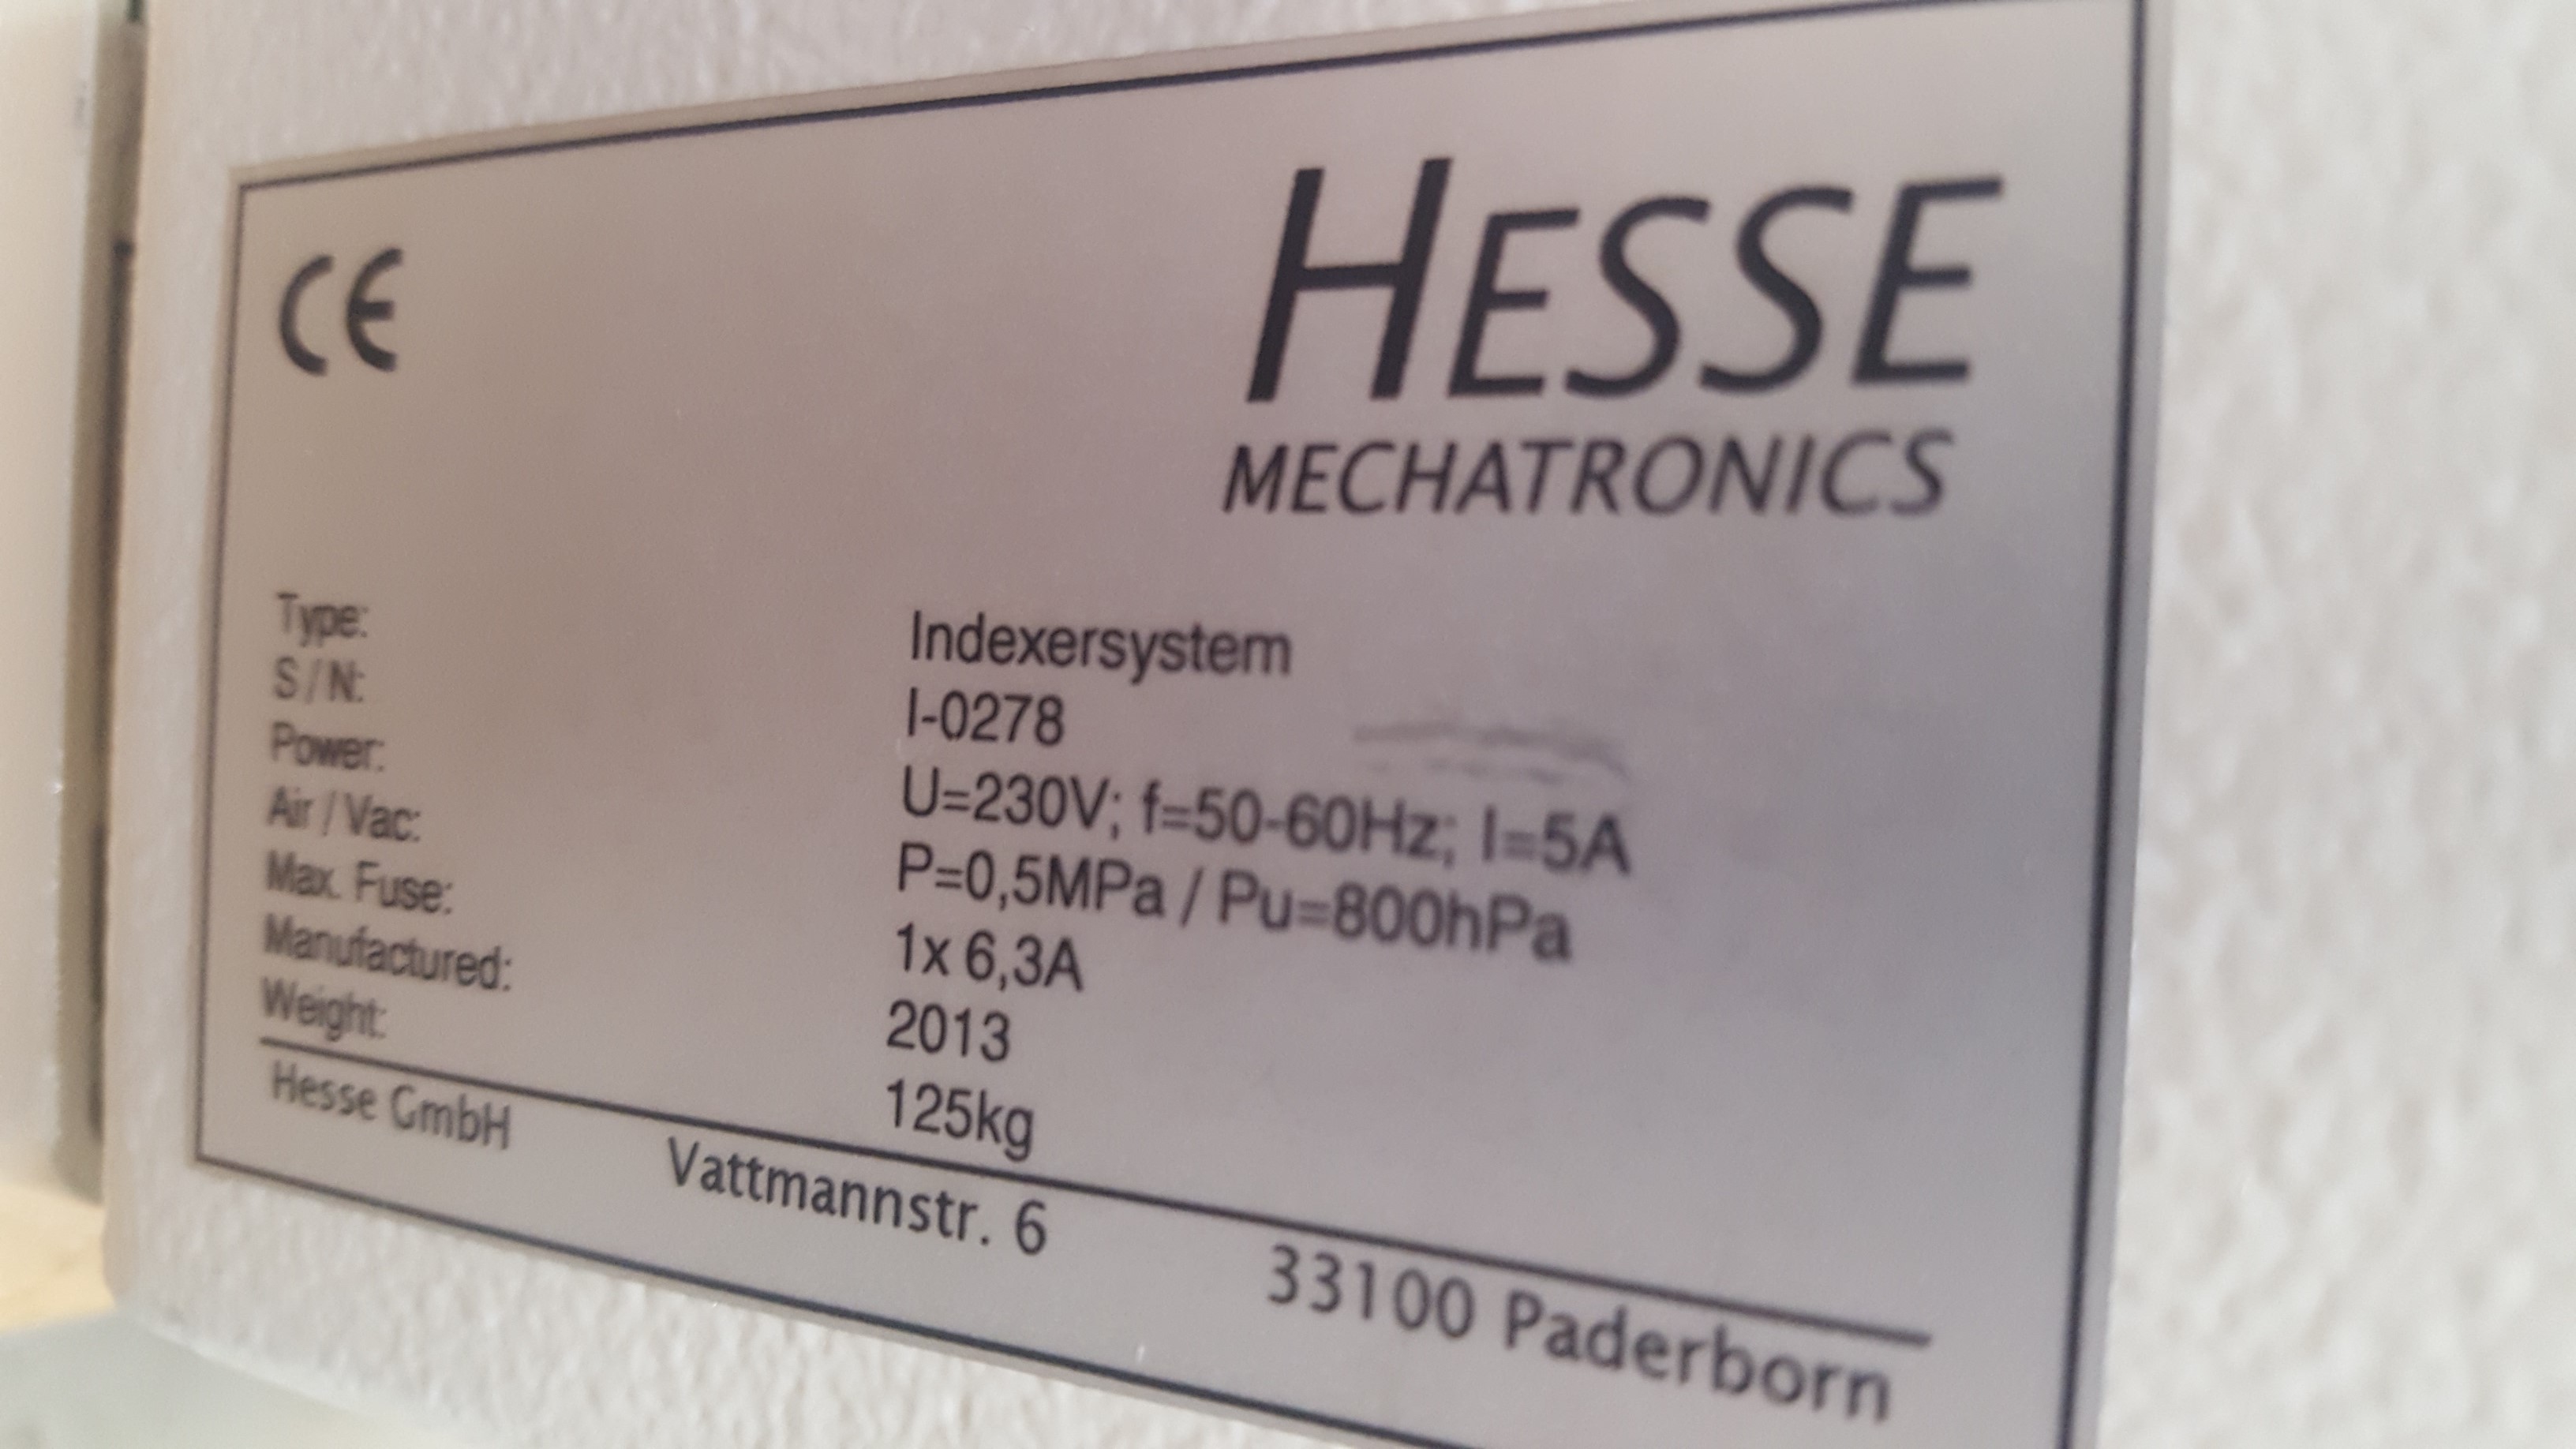 CE
HESSE
MECHATRONICS
Type: Indexersystem
S/N: I-0278
Power: U=230V; f=50-60Hz; I=5A
Air / Vac: P=0,5MPa / Pu=800hPa
Max. Fuse: 1x 6,3A
Manufactured: 2013
Weight: 125kg
Hesse GmbH Vattmannstr. 6 33100 Paderborn